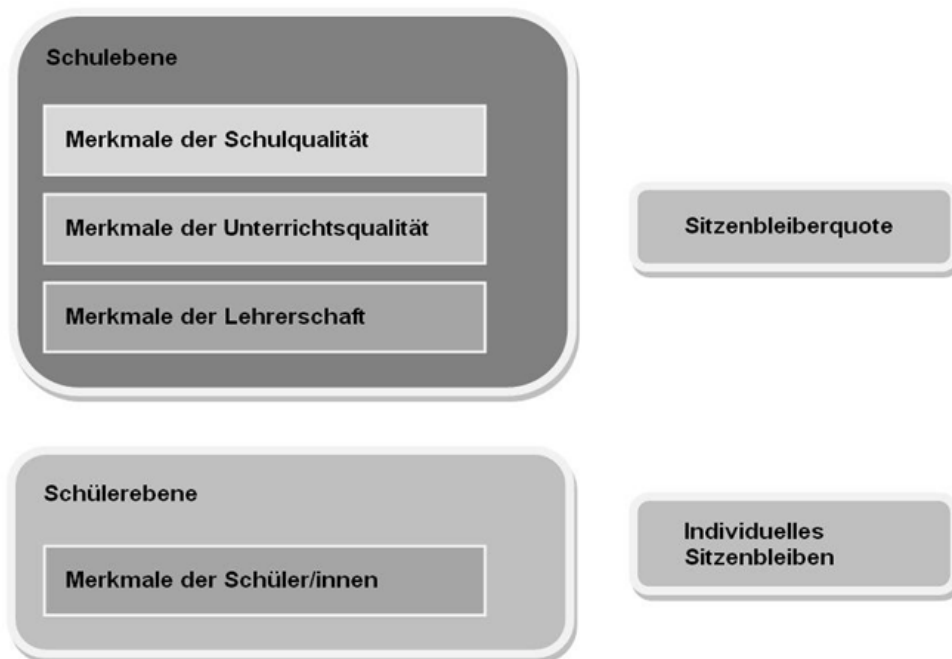 Schulebene
Merkmale der Schulqualität
Merkmale der Unterrichtsqualität
Merkmale der Lehrerschaft
Sitzenbleiberquote
Schülerebene
Merkmale der Schüler/innen
Individuelles
Sitzenbleiben